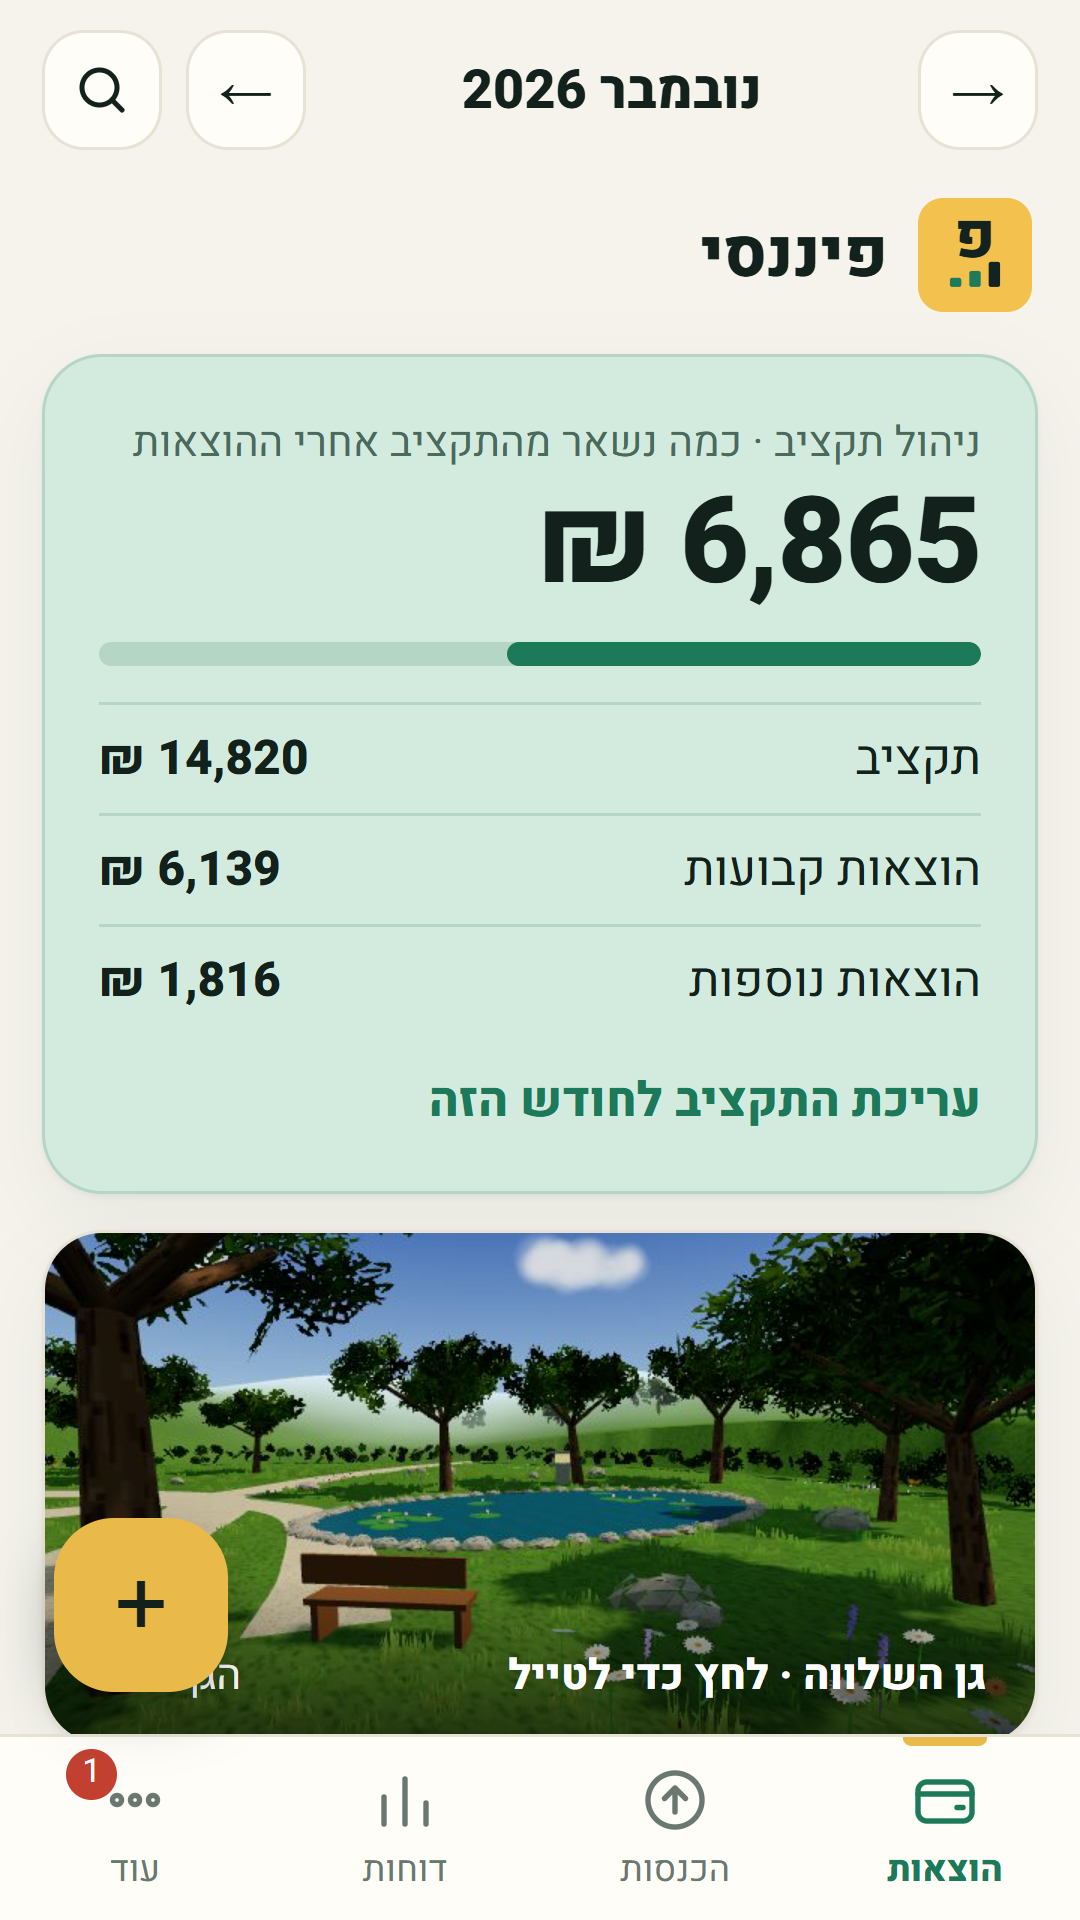 נובמבר 2026
פ
פיננסי
ניהול תקציב · כמה נשאר מהתקציב אחרי ההוצאות
6,865 ₪
תקציב 14,820 ₪
הוצאות קבועות 6,139 ₪
הוצאות נוספות 1,816 ₪
עריכת התקציב לחודש הזה
גן השלווה · לחץ כדי לטייל
+
הוצאות
הכנסות
דוחות
עוד
1